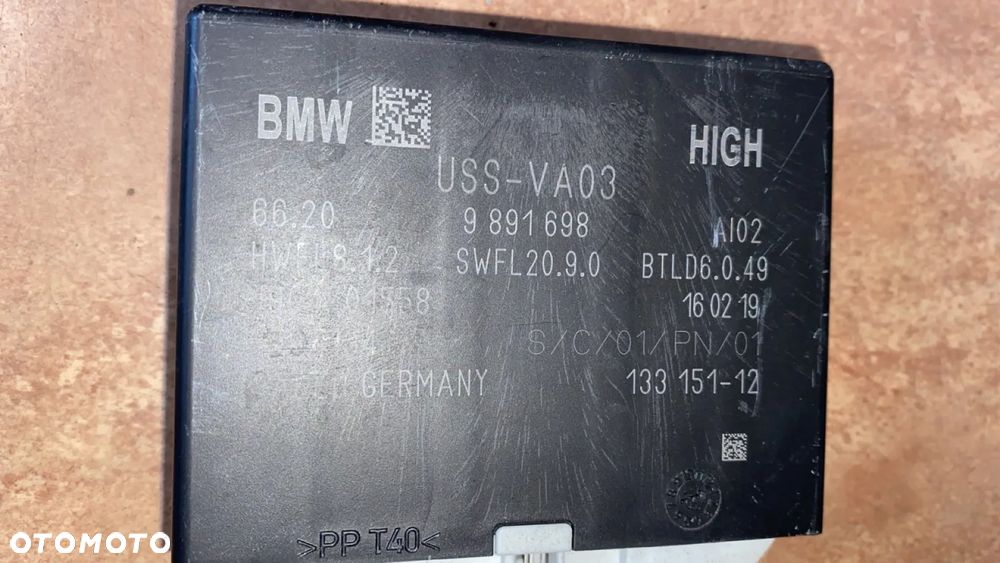 BMW
HIGH
USS-VA03
66.20 9 891 698 AI02
SWFL20.9.0 BTLD6.0.49
16 02 19
S/C/01/PN/01
GERMANY 133 151-12
>PP T40<
OTOMOTO